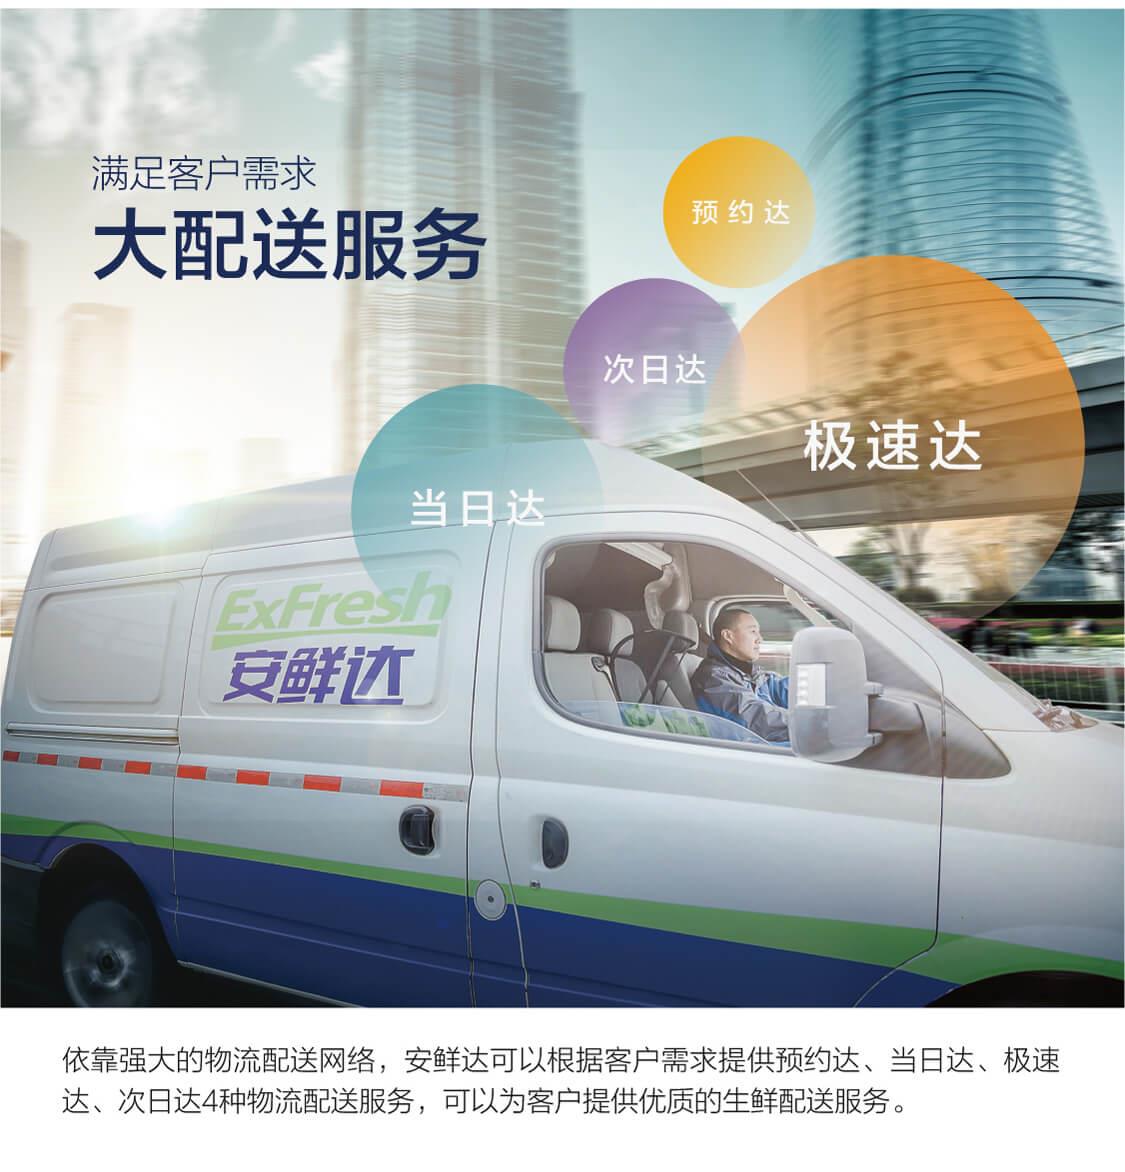 满足客户需求
大配送服务
预约达
次日达
极速达
当日达
ExFresh
安鲜达
依靠强大的物流配送网络，安鲜达可以根据客户需求提供预约达、当日达、极速
达、次日达4种物流配送服务，可以为客户提供优质的生鲜配送服务。